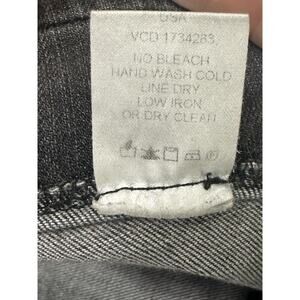 USA
VCD 1734283
NO BLEACH
HAND WASH COLD
LINE DRY
LOW IRON
OR DRY CLEAN